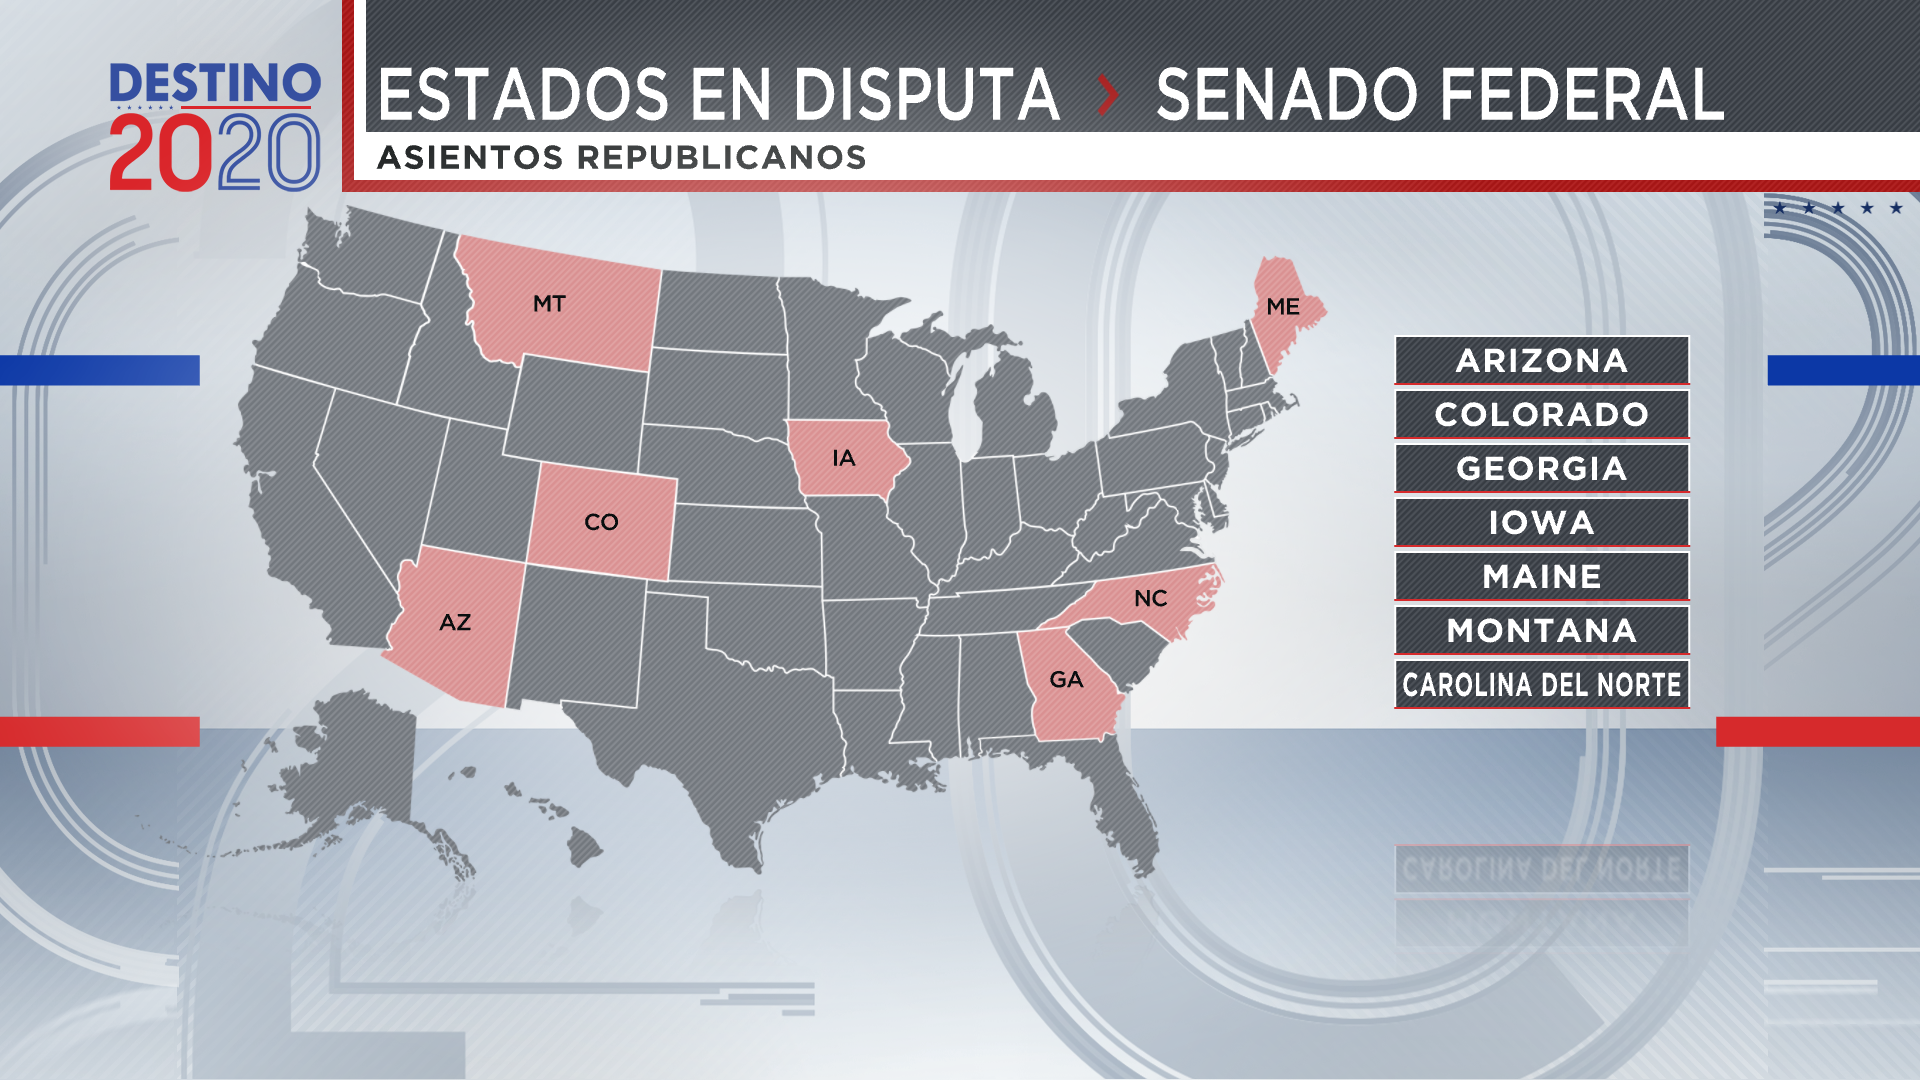 DESTINO
2020
ESTADOS EN DISPUTA > SENADO FEDERAL
ASIENTOS REPUBLICANOS
MT
ME
IA
CO
AZ
NC
GA
ARIZONA
COLORADO
GEORGIA
IOWA
MAINE
MONTANA
CAROLINA DEL NORTE